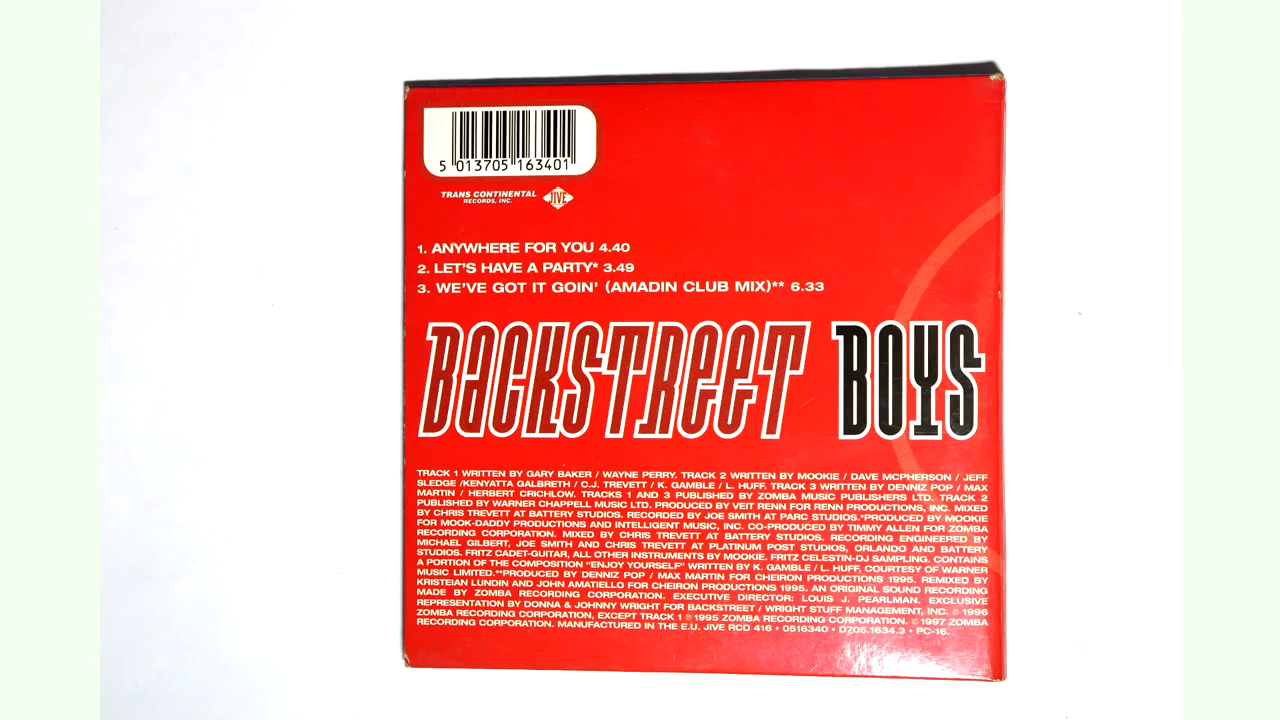 5 013705 163401
TRANS CONTINENTAL
RECORDS, INC.
JIVE
1. ANYWHERE FOR YOU 4.40
2. LET'S HAVE A PARTY* 3.49
3. WE'VE GOT IT GOIN' (AMADIN CLUB MIX)** 6.33
BACKSTREET BOYS
TRACK 1 WRITTEN BY GARY BAKER / WAYNE PERRY. TRACK 2 WRITTEN BY MOOKIE / DAVE MCPHERSON / JEFF
SLEDGE /KENYATTA GALBRETH / C.J. TREVETT / K. GAMBLE / L. HUFF. TRACK 3 WRITTEN BY DENNIZ POP / MAX
MARTIN / HERBERT CRICHLOW. TRACKS 1 AND 3 PUBLISHED BY ZOMBA MUSIC PUBLISHERS LTD. TRACK 2
PUBLISHED BY WARNER CHAPPELL MUSIC LTD. PRODUCED BY VEIT RENN FOR RENN PRODUCTIONS, INC. MIXED
BY CHRIS TREVETT AT BATTERY STUDIOS. RECORDED BY JOE SMITH AT PARC STUDIOS.*PRODUCED BY MOOKIE
FOR MOOK-DADDY PRODUCTIONS AND INTELLIGENT MUSIC, INC. CO-PRODUCED BY TIMMY ALLEN FOR ZOMBA
RECORDING CORPORATION. MIXED BY CHRIS TREVETT AT BATTERY STUDIOS. RECORDING ENGINEERED BY
MICHAEL GILBERT, JOE SMITH AND CHRIS TREVETT AT PLATINUM POST STUDIOS, ORLANDO AND BATTERY
STUDIOS. FRITZ CADET-GUITAR, ALL OTHER INSTRUMENTS BY MOOKIE. FRITZ CELESTIN-DJ SAMPLING. CONTAINS
A PORTION OF THE COMPOSITION "ENJOY YOURSELF" WRITTEN BY K. GAMBLE / L. HUFF, COURTESY OF WARNER
MUSIC LIMITED.**PRODUCED BY DENNIZ POP / MAX MARTIN FOR CHEIRON PRODUCTIONS 1995. REMIXED BY
KRISTEIAN LUNDIN AND JOHN AMATIELLO FOR CHEIRON PRODUCTIONS 1995. AN ORIGINAL SOUND RECORDING
MADE BY ZOMBA RECORDING CORPORATION. EXECUTIVE DIRECTOR: LOUIS J. PEARLMAN. EXCLUSIVE
REPRESENTATION BY DONNA & JOHNNY WRIGHT FOR BACKSTREET / WRIGHT STUFF MANAGEMENT, INC. ℗ 1996
ZOMBA RECORDING CORPORATION, EXCEPT TRACK 1 ℗ 1995 ZOMBA RECORDING CORPORATION. © 1997 ZOMBA
RECORDING CORPORATION. MANUFACTURED IN THE E.U. JIVE RCD 416 • 0516340 • D705.1634.3 • PC-16.